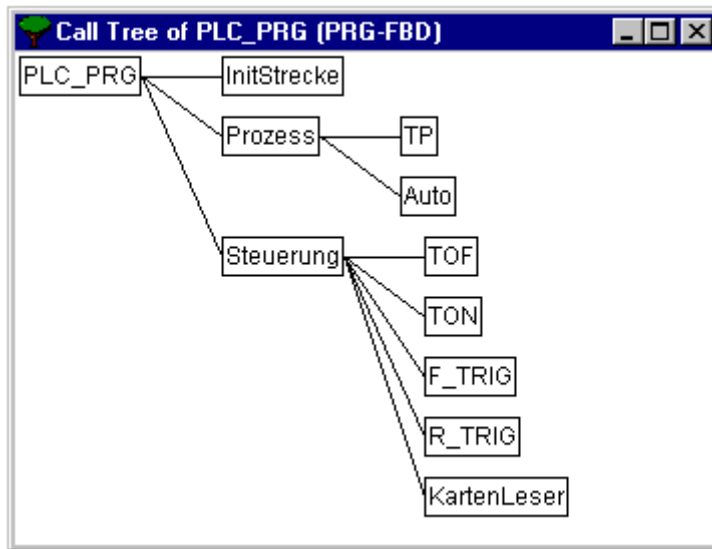 Call Tree of PLC_PRG (PRG-FBD)
PLC_PRG
InitStrecke
Prozess
TP
Auto
Steuerung
TOF
TON
F_TRIG
R_TRIG
KartenLeser